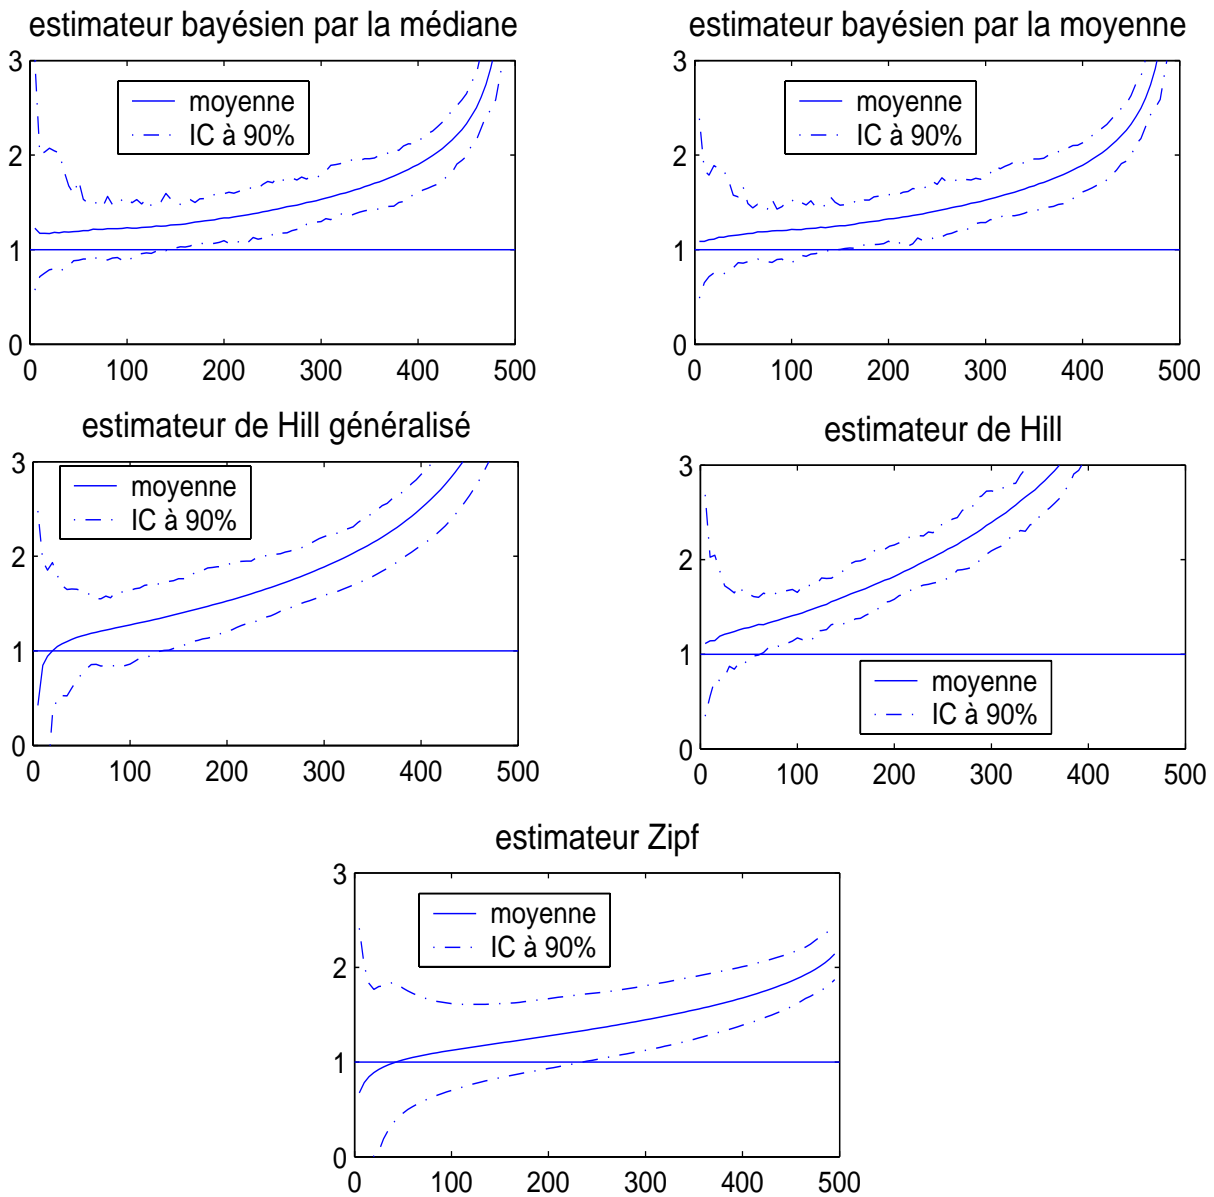 estimateur bayésien par la médiane
3
2
1
0
moyenne
IC à 90%
0 100 200 300 400 500
estimateur bayésien par la moyenne
3
2
1
0
moyenne
IC à 90%
0 100 200 300 400 500
estimateur de Hill généralisé
3
2
1
0
moyenne
IC à 90%
0 100 200 300 400 500
estimateur de Hill
3
2
1
0
moyenne
IC à 90%
0 100 200 300 400 500
estimateur Zipf
3
2
1
0
moyenne
IC à 90%
0 100 200 300 400 500